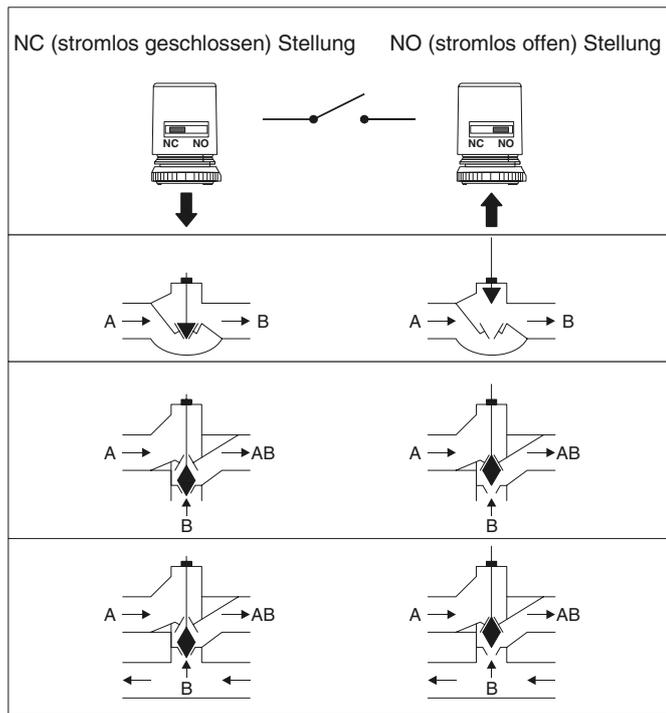 NC (stromlos geschlossen) Stellung NO (stromlos offen) Stellung
NC NO NC NO
A B A B
A AB A AB
B B
A AB A AB
B B